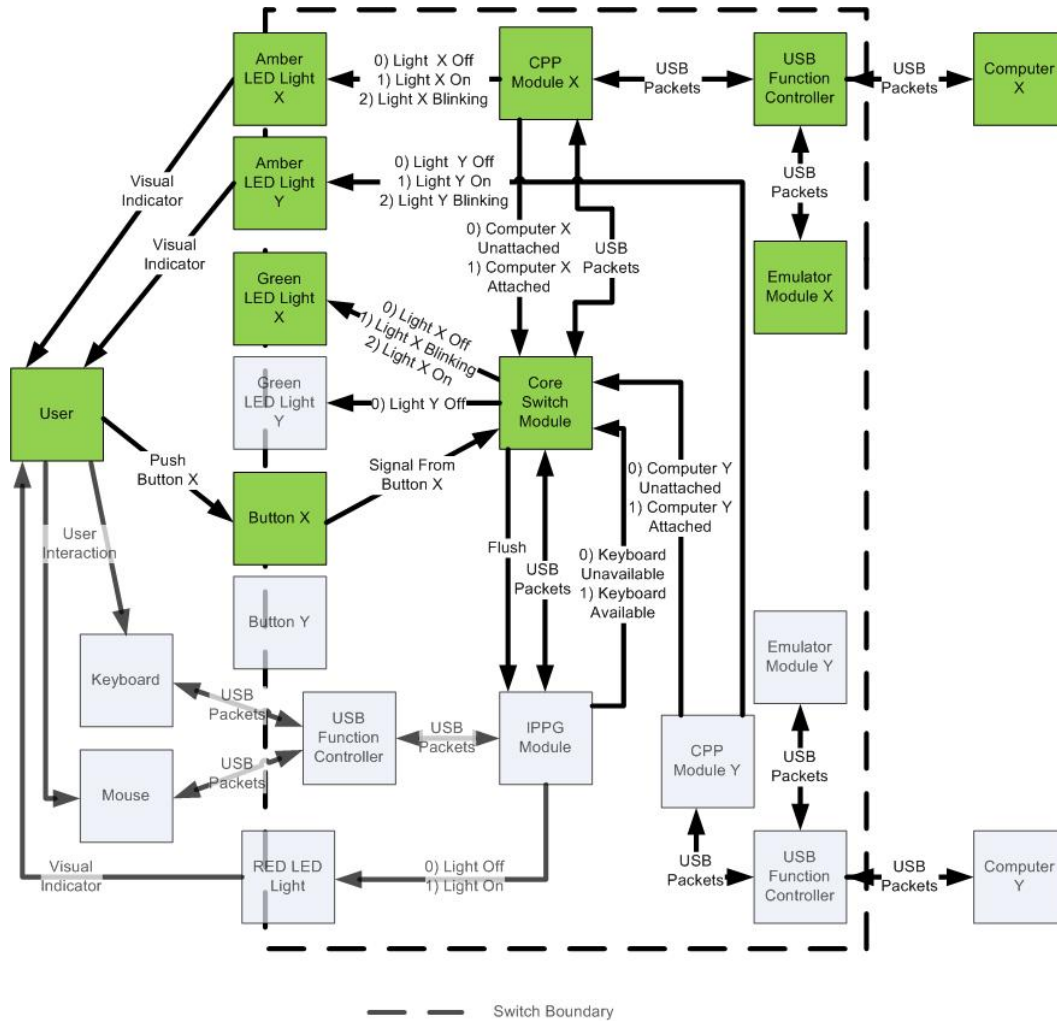 Amber
LED Light
X
0) Light X Off
1) Light X On
2) Light X Blinking
CPP
Module X
USB
Packets
USB
Function
Controller
USB
Packets
Computer
X
Amber
LED Light
Y
0) Light Y Off
1) Light Y On
2) Light Y Blinking
USB
Packets
Visual
Indicator
Visual
Indicator
0) Computer X
Unattached
1) Computer X
Attached
USB
Packets
Emulator
Module X
Green
LED Light
X
0) Light X Off
1) Light X Blinking
2) Light X On
Green
LED Light
Y
0) Light Y Off
Core
Switch
Module
User
Push
Button X
Signal From
Button X
Button X
0) Computer Y
Unattached
1) Computer Y
Attached
User
Interaction
Flush
USB
Packets
0) Keyboard
Unavailable
1) Keyboard
Available
Button Y
Emulator
Module Y
Keyboard
USB
Packets
USB
Function
Controller
USB
Packets
IPPG
Module
CPP
Module Y
USB
Packets
Mouse
USB
Packets
Visual
Indicator
RED LED
Light
0) Light Off
1) Light On
USB
Packets
USB
Function
Controller
USB
Packets
Computer
Y
Switch Boundary